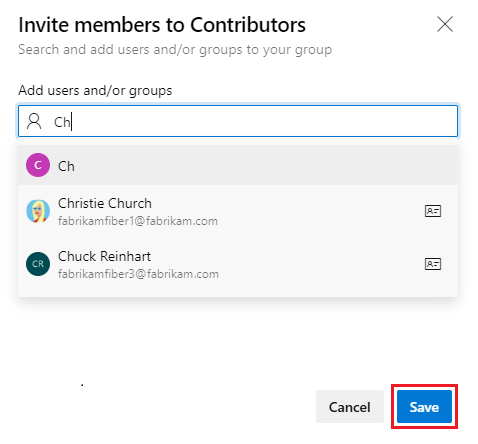 Invite members to Contributors
Search and add users and/or groups to your group
Add users and/or groups
Ch
C Ch
Christie Church
fabrikamfiber1@fabrikam.com
CR Chuck Reinhart
fabrikamfiber3@fabrikam.com
.
Cancel Save